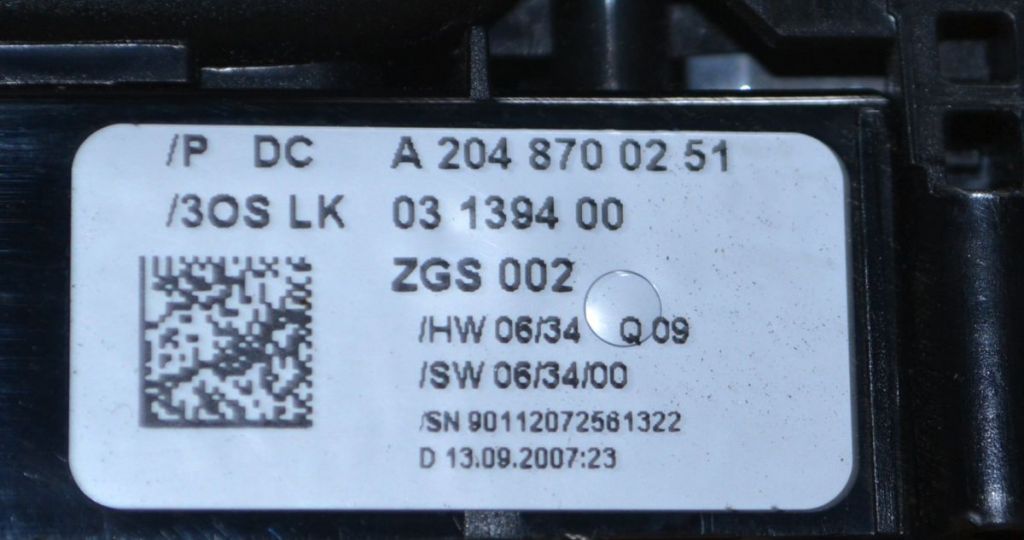 /P DC A 204 870 02 51
/3OS LK 03 1394 00
ZGS 002
/HW 06/34 Q 09
/SW 06/34/00
/SN 90112072561322
D 13.09.2007:23